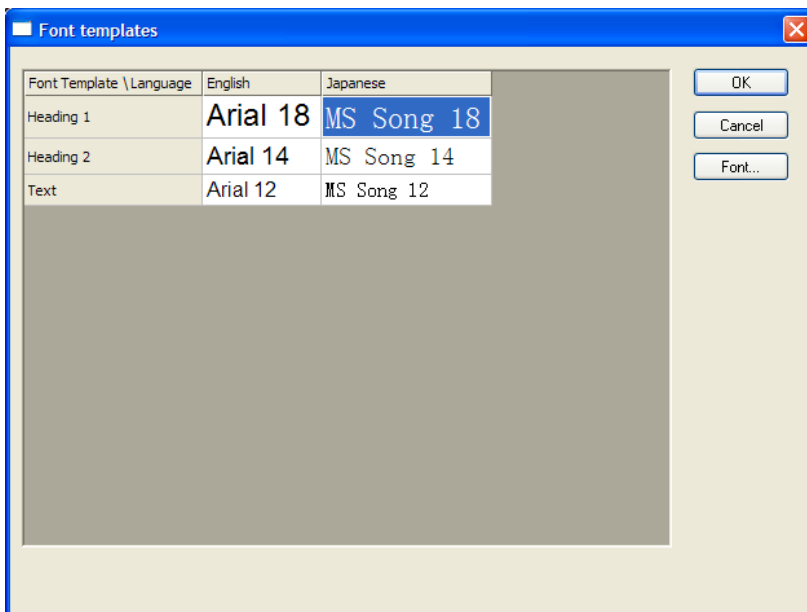 Font templates
Font Template \ Language English Japanese
Heading 1 Arial 18 MS Song 18
Heading 2 Arial 14 MS Song 14
Text Arial 12 MS Song 12
OK
Cancel
Font...